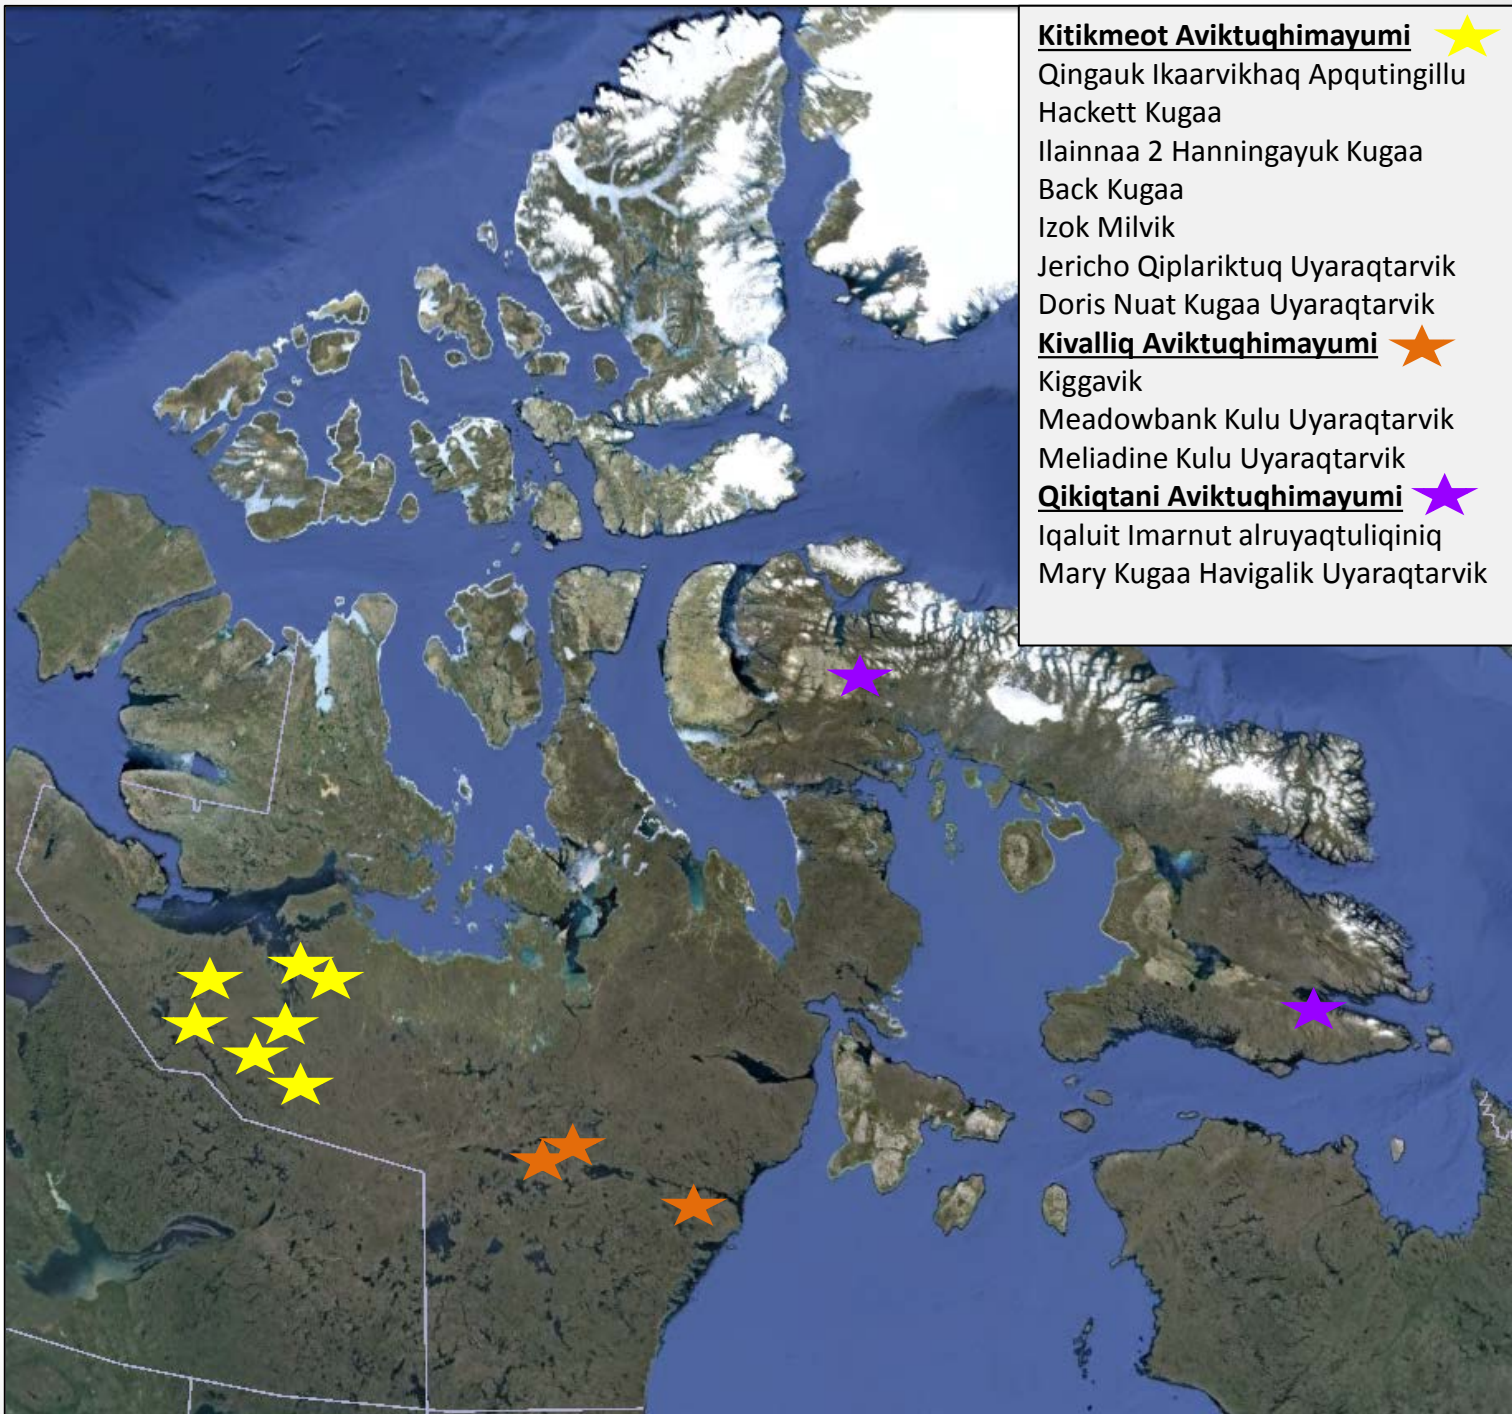 Kitikmeot Aviktuqhimayumi
Qingauk Ikaarvikhaq Apqutingillu
Hackett Kugaa
Ilainnaa 2 Hanningayuk Kugaa
Back Kugaa
Izok Milvik
Jericho Qiplariktuq Uyaraqtarvik
Doris Nuat Kugaa Uyaraqtarvik
Kivalliq Aviktuqhimayumi
Kiggavik
Meadowbank Kulu Uyaraqtarvik
Meliadine Kulu Uyaraqtarvik
Qikiqtani Aviktuqhimayumi
Iqaluit Imarnut alruyaqtuliqiniq
Mary Kugaa Havigalik Uyaraqtarvik